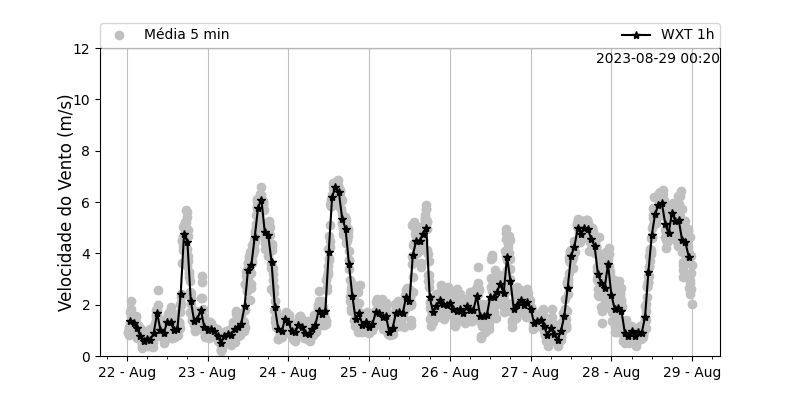 Média 5 min
WXT 1h
2023-08-29 00:20
Velocidade do Vento (m/s)
12
10
8
6
4
2
0
22 - Aug
23 - Aug
24 - Aug
25 - Aug
26 - Aug
27 - Aug
28 - Aug
29 - Aug